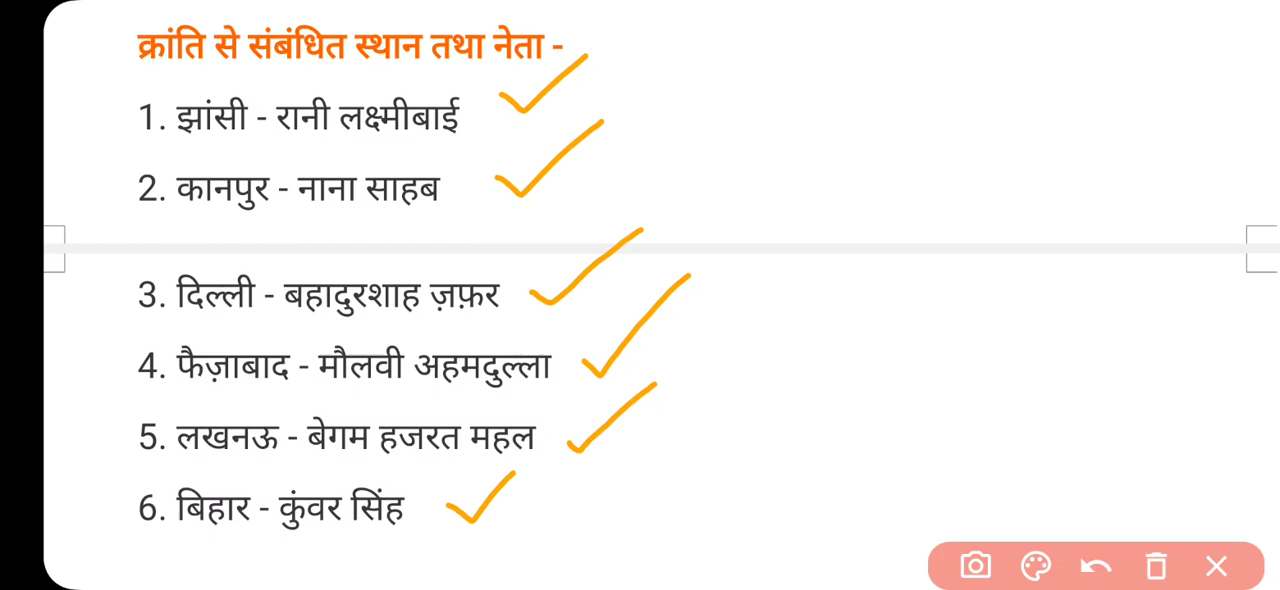 क्रांति से संबंधित स्थान तथा नेता -
1. झांसी - रानी लक्ष्मीबाई
2. कानपुर - नाना साहब
3. दिल्ली - बहादुरशाह ज़फ़र
4. फैज़ाबाद - मौलवी अहमदुल्ला
5. लखनऊ - बेगम हजरत महल
6. बिहार - कुंवर सिंह